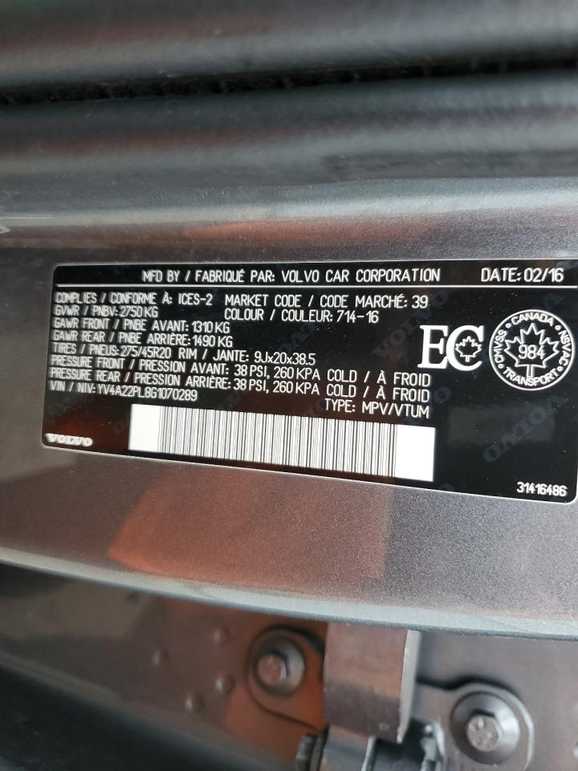 MFD BY / FABRIQUÉ PAR: VOLVO CAR CORPORATION DATE: 02/16
COMPLIES / CONFORME À: ICES-2 MARKET CODE / CODE MARCHÉ: 39
GVWR / PNBV: 2750 KG COLOUR / COULEUR: 714-16
GAWR FRONT / PNBE AVANT: 1310 KG
GAWR REAR / PNBE ARRIÈRE: 1490 KG
TIRES / PNEUS: 275/45R20 RIM / JANTE: 9Jx20x38.5
PRESSURE FRONT / PRESSION AVANT: 38 PSI, 260 KPA COLD / À FROID
PRESSURE REAR / PRESSION ARRIÈRE: 38 PSI, 260 KPA COLD / À FROID
VIN / NIV: YV4A22PL8G1070289 TYPE: MPV/VTUM
EC
CANADA
CMVSS
NSVAC
984
TRANSPORT
VOLVO
31416486